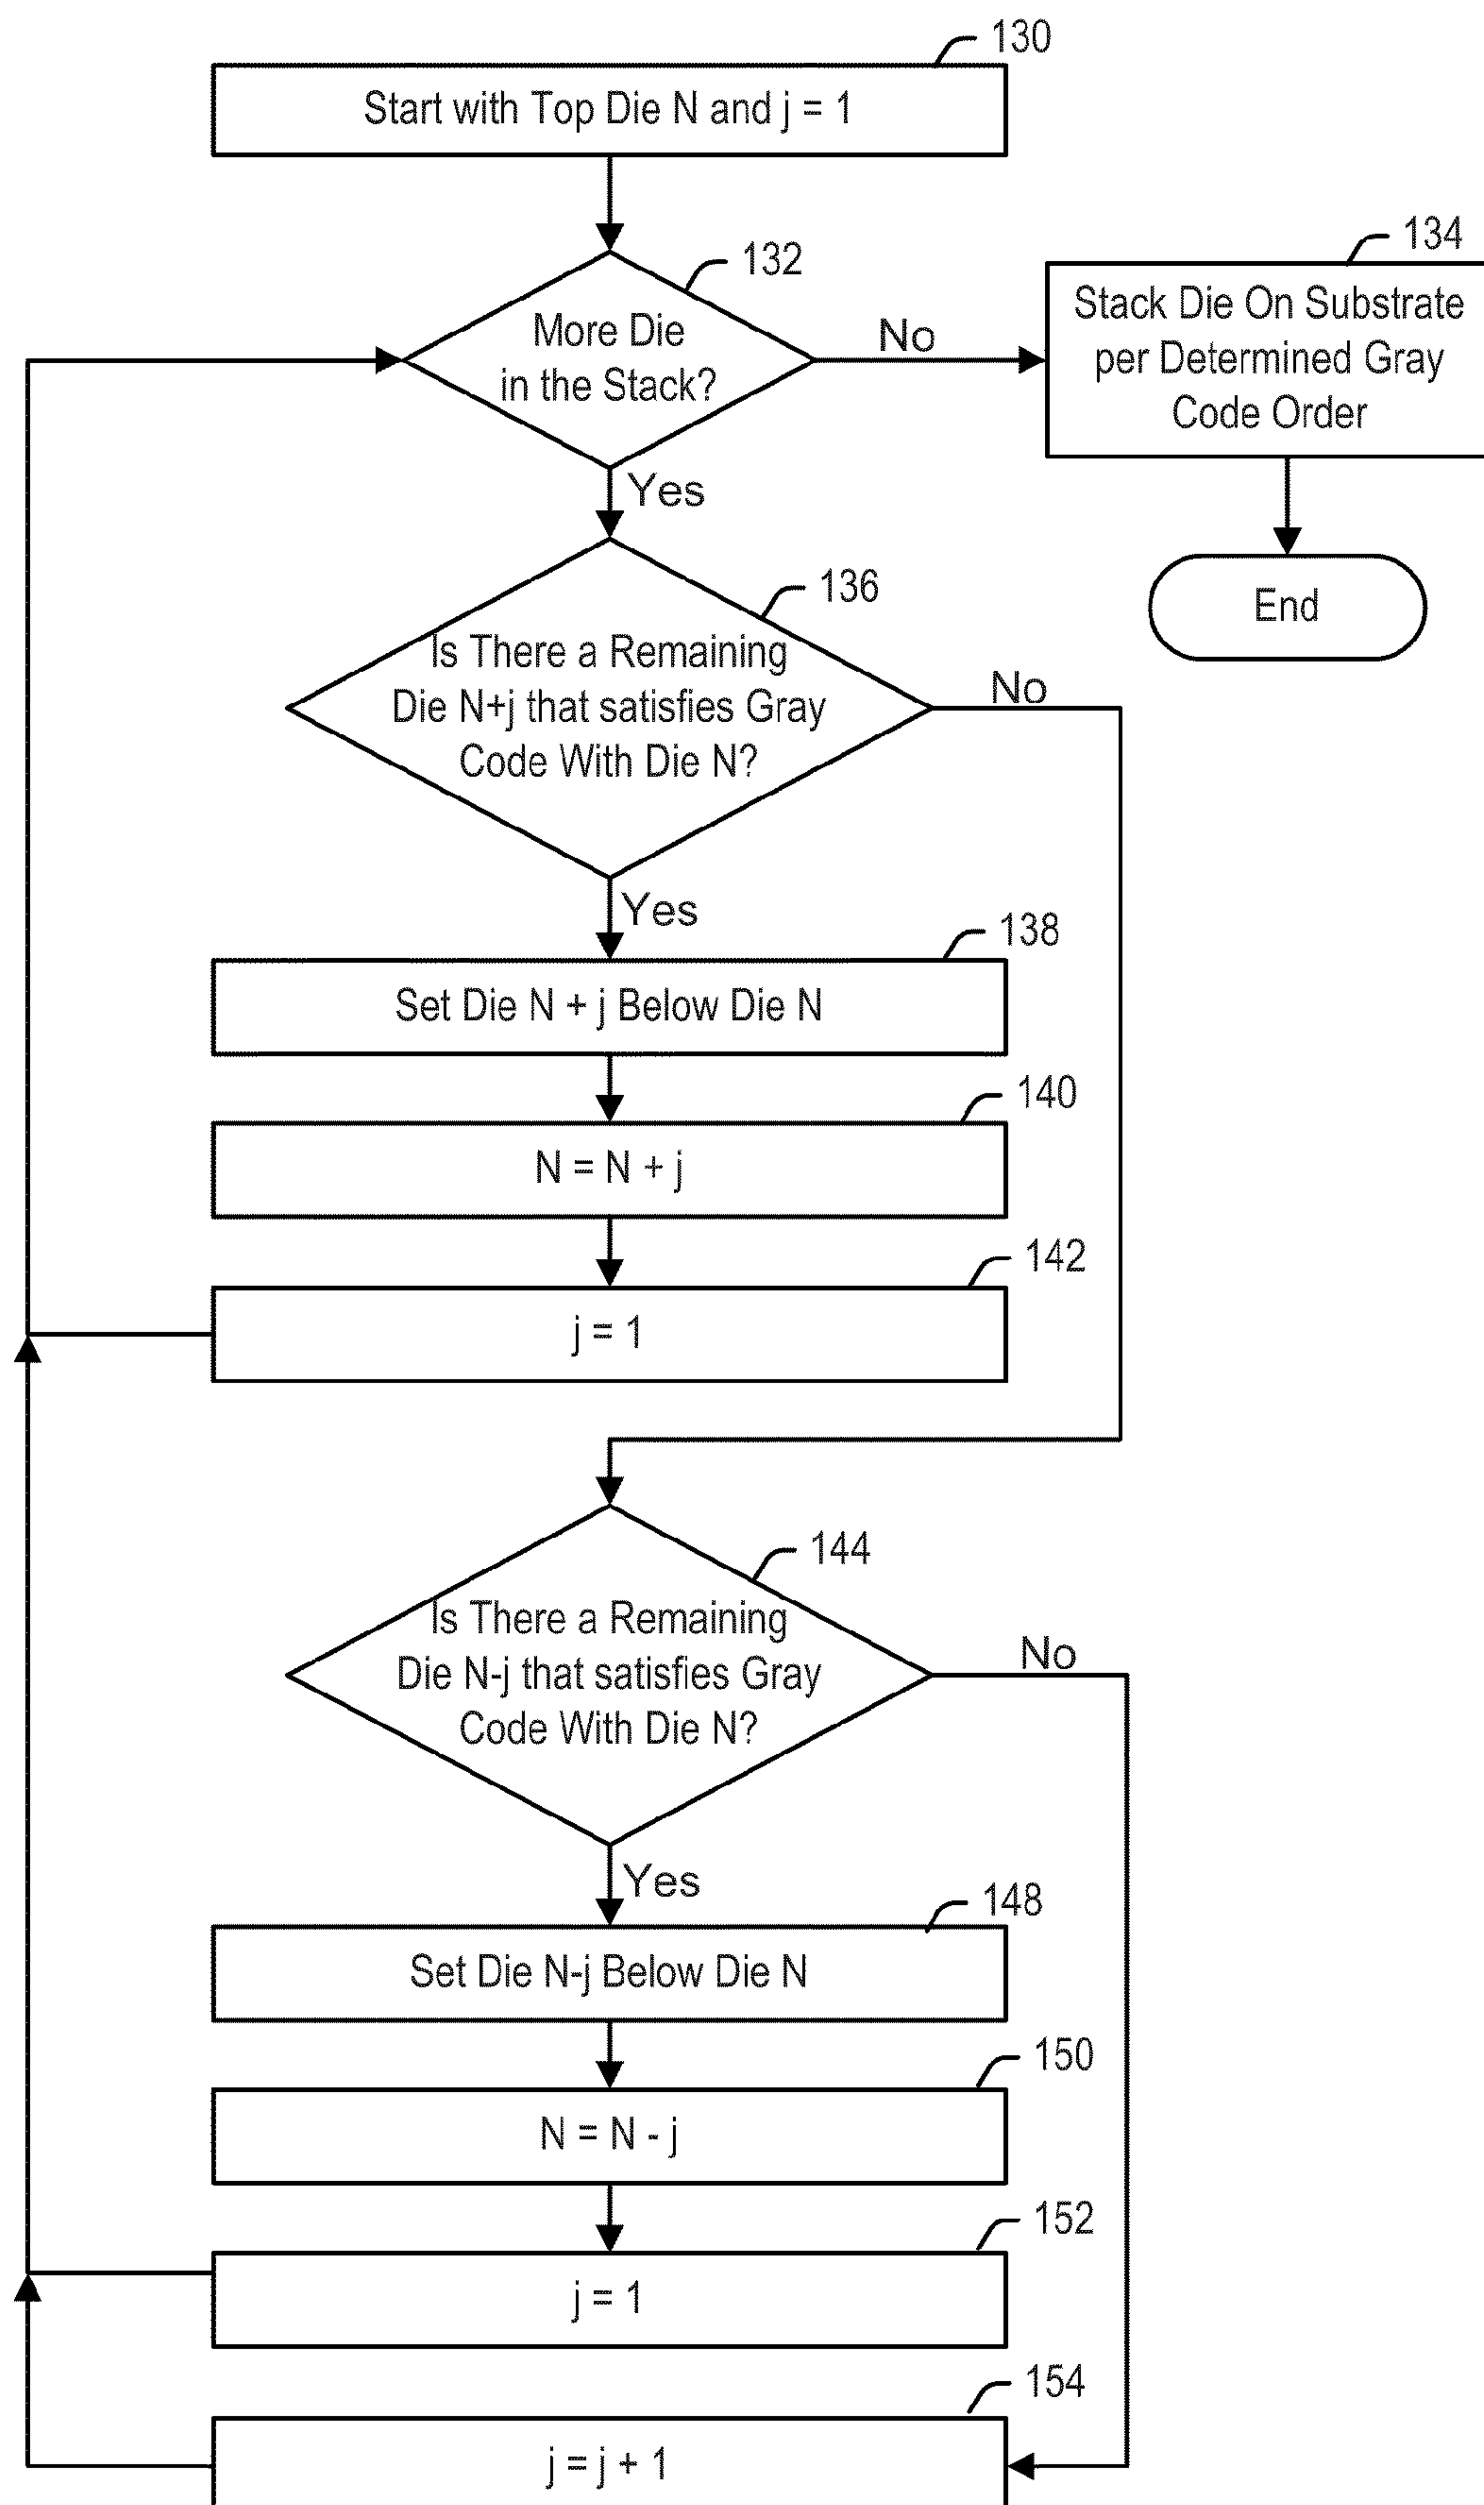 130
Start with Top Die N and j = 1
132
More Die
in the Stack?
No
134
Stack Die On Substrate
per Determined Gray
Code Order
End
Yes
136
Is There a Remaining
Die N+j that satisfies Gray
Code With Die N?
No
Yes
138
Set Die N + j Below Die N
140
N = N + j
142
j = 1
144
Is There a Remaining
Die N-j that satisfies Gray
Code With Die N?
No
Yes
148
Set Die N-j Below Die N
150
N = N - j
152
j = 1
154
j = j + 1